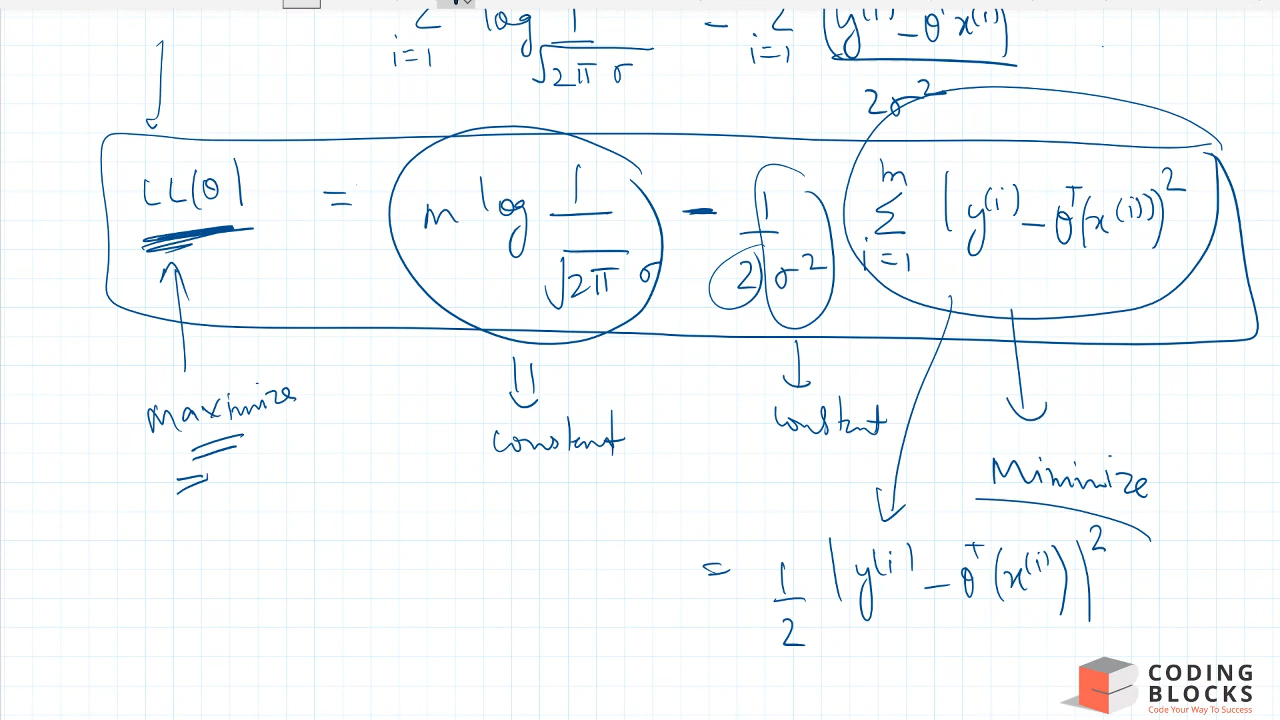 Σ log 1/√2π σ - Σ (y(i) - θᵀx(i))
i=1 i=1
2σ²
LL(θ) = m log 1/√2π σ - 1/2σ² Σ_{i=1}^{m} (y(i) - θᵀ(x(i)))²
maximize
constant
constant
Minimize
= 1/2 (y(i) - θᵀ(x(i)))²
CODING
BLOCKS
Code Your Way To Success